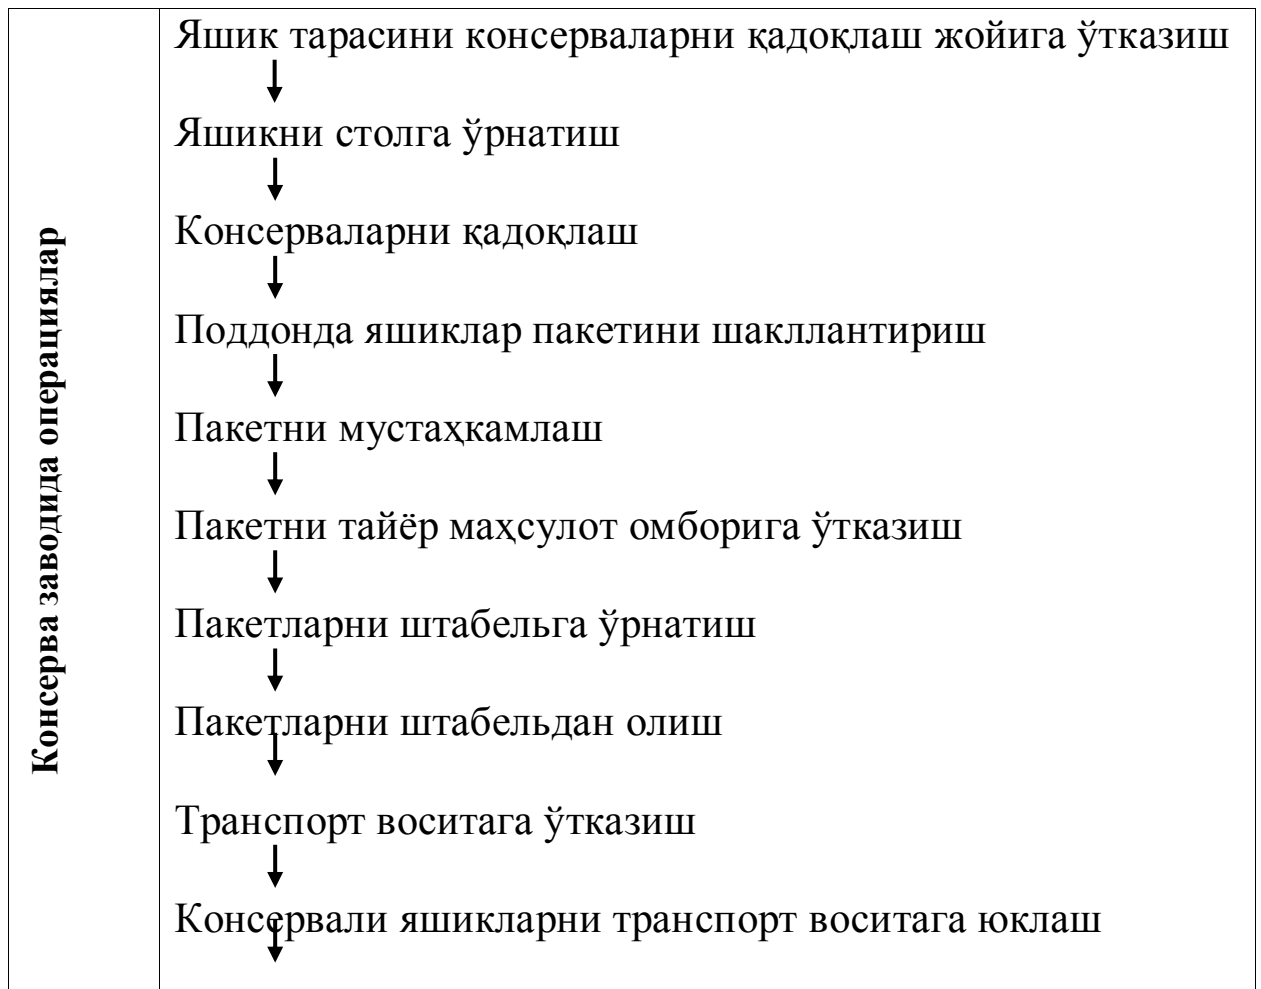 Консерва заводида операциялар
Яшик тарасини консерваларни қадоқлаш жойига ўтказиш
Яшикни столга ўрнатиш
Консерваларни қадоқлаш
Поддонда яшиклар пакетини шакллантириш
Пакетни мустаҳкамлаш
Пакетни тайёр маҳсулот омборига ўтказиш
Пакетларни штабельга ўрнатиш
Пакетларни штабельдан олиш
Транспорт воситага ўтказиш
Консервали яшикларни транспорт воситага юклаш